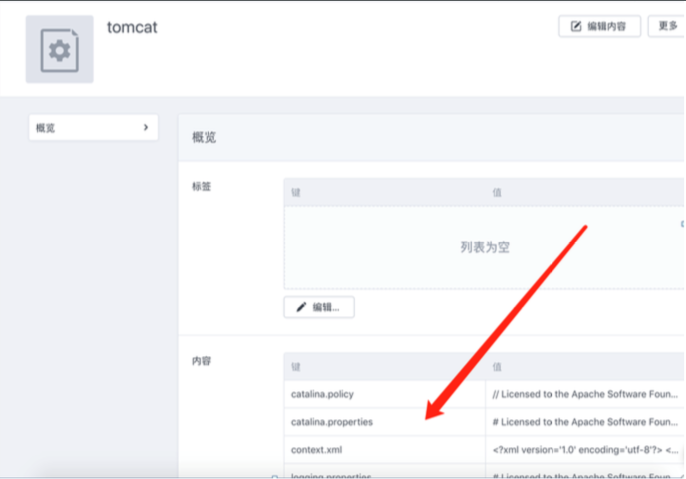 tomcat
编辑内容
更多
概览
概览
标签
键 值
列表为空
编辑...
内容
键 值
catalina.policy // Licensed to the Apache Software Foun...
catalina.properties # Licensed to the Apache Software Foun...
context.xml <?xml version='1.0' encoding='utf-8'?> <...
logging.properties # Licensed to the Apache Software Foun...